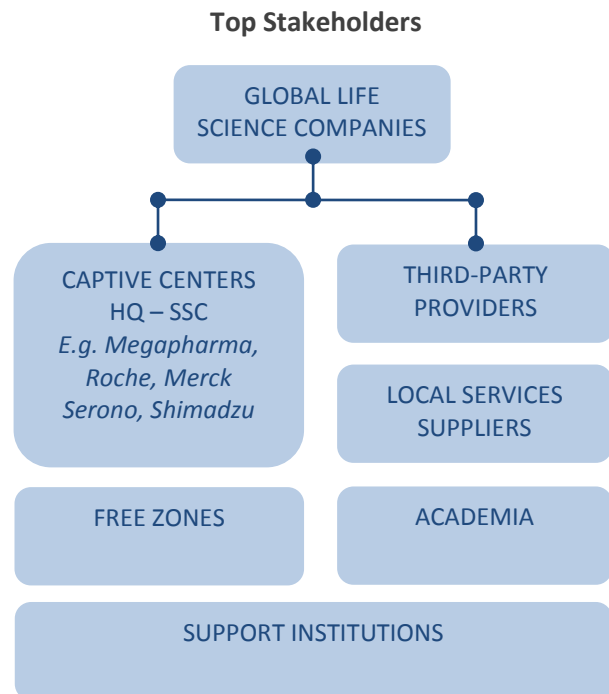 Top Stakeholders
GLOBAL LIFE
SCIENCE COMPANIES
CAPTIVE CENTERS
HQ – SSC
E.g. Megapharma,
Roche, Merck
Serono, Shimadzu
THIRD-PARTY
PROVIDERS
LOCAL SERVICES
SUPPLIERS
FREE ZONES
ACADEMIA
SUPPORT INSTITUTIONS